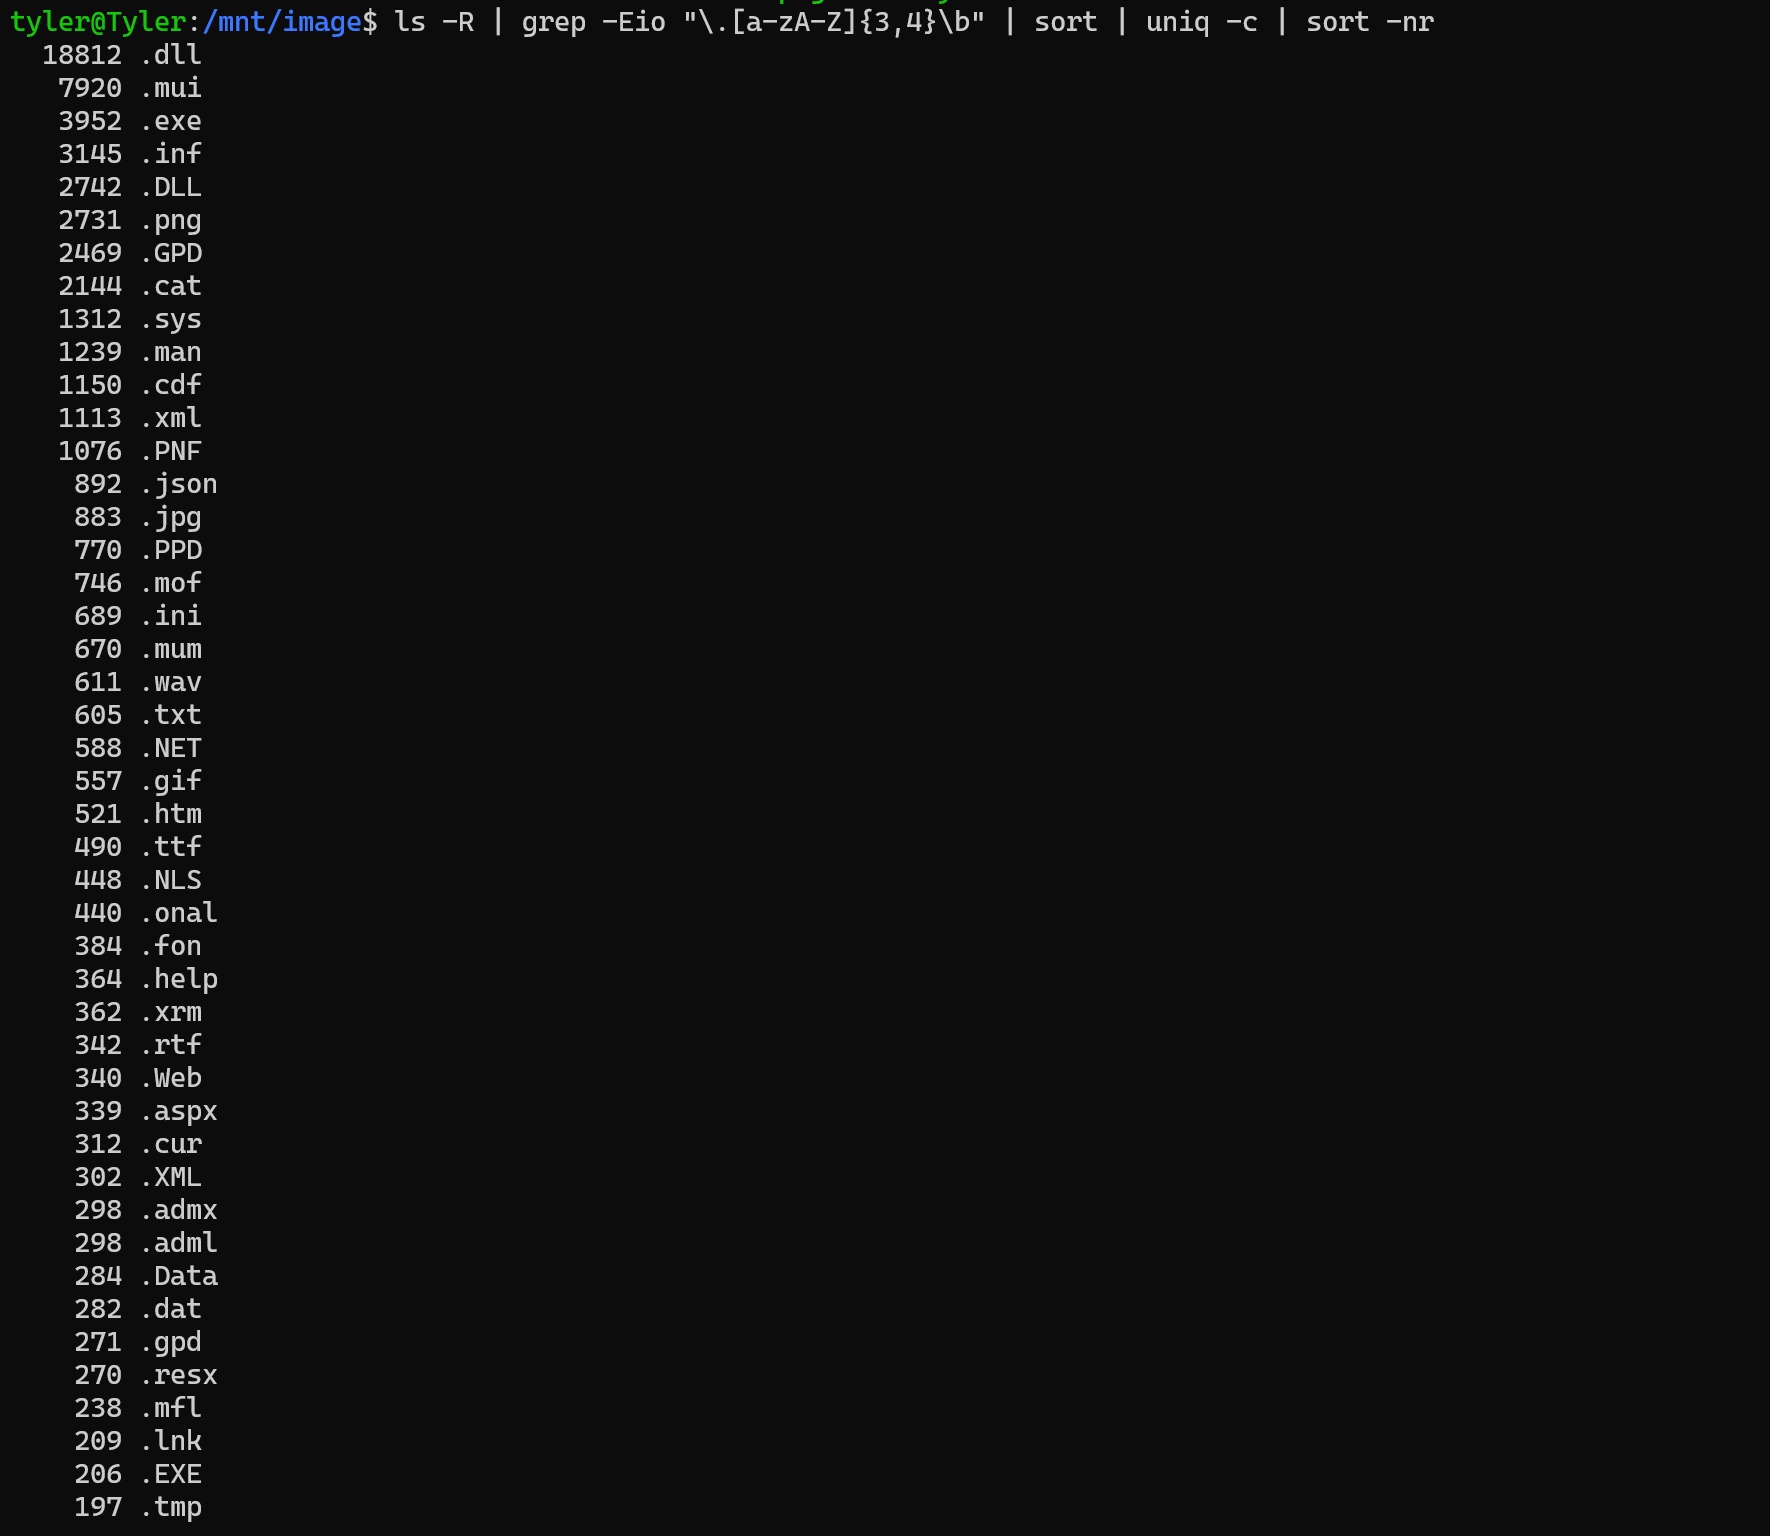 tyler@Tyler:/mnt/image$ ls -R | grep -Eio "\.[a-zA-Z]{3,4}\b" | sort | uniq -c | sort -nr
18812 .dll
7920 .mui
3952 .exe
3145 .inf
2742 .DLL
2731 .png
2469 .GPD
2144 .cat
1312 .sys
1239 .man
1150 .cdf
1113 .xml
1076 .PNF
892 .json
883 .jpg
770 .PPD
746 .mof
689 .ini
670 .mum
611 .wav
605 .txt
588 .NET
557 .gif
521 .htm
490 .ttf
448 .NLS
440 .onal
384 .fon
364 .help
362 .xrm
342 .rtf
340 .Web
339 .aspx
312 .cur
302 .XML
298 .admx
298 .adml
284 .Data
282 .dat
271 .gpd
270 .resx
238 .mfl
209 .lnk
206 .EXE
197 .tmp